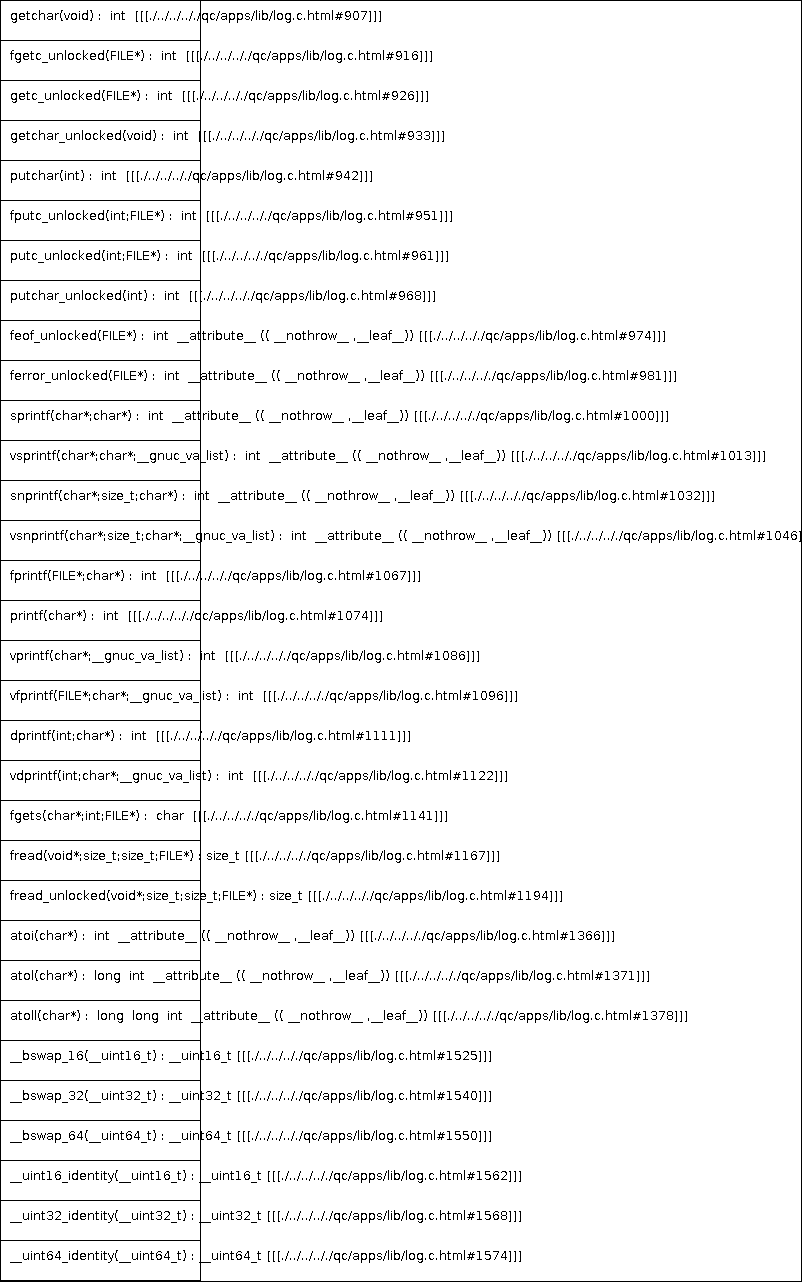 getchar(void) : int [[[./../../.././qc/apps/lib/log.c.html#907]]]
fgetc_unlocked(FILE*) : int [[[./../../.././qc/apps/lib/log.c.html#916]]]
getc_unlocked(FILE*) : int [[[./../../.././qc/apps/lib/log.c.html#926]]]
getchar_unlocked(void) : int [[[./../../.././qc/apps/lib/log.c.html#933]]]
putchar(int) : int [[[./../../.././qc/apps/lib/log.c.html#942]]]
fputc_unlocked(int;FILE*) : int [[[./../../.././qc/apps/lib/log.c.html#951]]]
putc_unlocked(int;FILE*) : int [[[./../../.././qc/apps/lib/log.c.html#961]]]
putchar_unlocked(int) : int [[[./../../.././qc/apps/lib/log.c.html#968]]]
feof_unlocked(FILE*) : int __attribute__ (( __nothrow__ ,__leaf__)) [[[./../../.././qc/apps/lib/log.c.html#974]]]
ferror_unlocked(FILE*) : int __attribute__ (( __nothrow__ ,__leaf__)) [[[./../../.././qc/apps/lib/log.c.html#981]]]
sprintf(char*;char*) : int __attribute__ (( __nothrow__ ,__leaf__)) [[[./../../.././qc/apps/lib/log.c.html#1000]]]
vsprintf(char*;char*;__gnuc_va_list) : int __attribute__ (( __nothrow__ ,__leaf__)) [[[./../../.././qc/apps/lib/log.c.html#1013]]]
snprintf(char*;size_t;char*) : int __attribute__ (( __nothrow__ ,__leaf__)) [[[./../../.././qc/apps/lib/log.c.html#1032]]]
vsnprintf(char*;size_t;char*;__gnuc_va_list) : int __attribute__ (( __nothrow__ ,__leaf__)) [[[./../../.././qc/apps/lib/log.c.html#1046]
fprintf(FILE*;char*) : int [[[./../../.././qc/apps/lib/log.c.html#1067]]]
printf(char*) : int [[[./../../.././qc/apps/lib/log.c.html#1074]]]
vprintf(char*;__gnuc_va_list) : int [[[./../../.././qc/apps/lib/log.c.html#1086]]]
vfprintf(FILE*;char*;__gnuc_va_list) : int [[[./../../.././qc/apps/lib/log.c.html#1096]]]
dprintf(int;char*) : int [[[./../../.././qc/apps/lib/log.c.html#1111]]]
vdprintf(int;char*;__gnuc_va_list) : int [[[./../../.././qc/apps/lib/log.c.html#1122]]]
fgets(char*;int;FILE*) : char [[[./../../.././qc/apps/lib/log.c.html#1141]]]
fread(void*;size_t;size_t;FILE*) : size_t [[[./../../.././qc/apps/lib/log.c.html#1167]]]
fread_unlocked(void*;size_t;size_t;FILE*) : size_t [[[./../../.././qc/apps/lib/log.c.html#1194]]]
atoi(char*) : int __attribute__ (( __nothrow__ ,__leaf__)) [[[./../../.././qc/apps/lib/log.c.html#1366]]]
atol(char*) : long int __attribute__ (( __nothrow__ ,__leaf__)) [[[./../../.././qc/apps/lib/log.c.html#1371]]]
atoll(char*) : long long int __attribute__ (( __nothrow__ ,__leaf__)) [[[./../../.././qc/apps/lib/log.c.html#1378]]]
__bswap_16(__uint16_t) : __uint16_t [[[./../../.././qc/apps/lib/log.c.html#1525]]]
__bswap_32(__uint32_t) : __uint32_t [[[./../../.././qc/apps/lib/log.c.html#1540]]]
__bswap_64(__uint64_t) : __uint64_t [[[./../../.././qc/apps/lib/log.c.html#1550]]]
__uint16_identity(__uint16_t) : __uint16_t [[[./../../.././qc/apps/lib/log.c.html#1562]]]
__uint32_identity(__uint32_t) : __uint32_t [[[./../../.././qc/apps/lib/log.c.html#1568]]]
__uint64_identity(__uint64_t) : __uint64_t [[[./../../.././qc/apps/lib/log.c.html#1574]]]